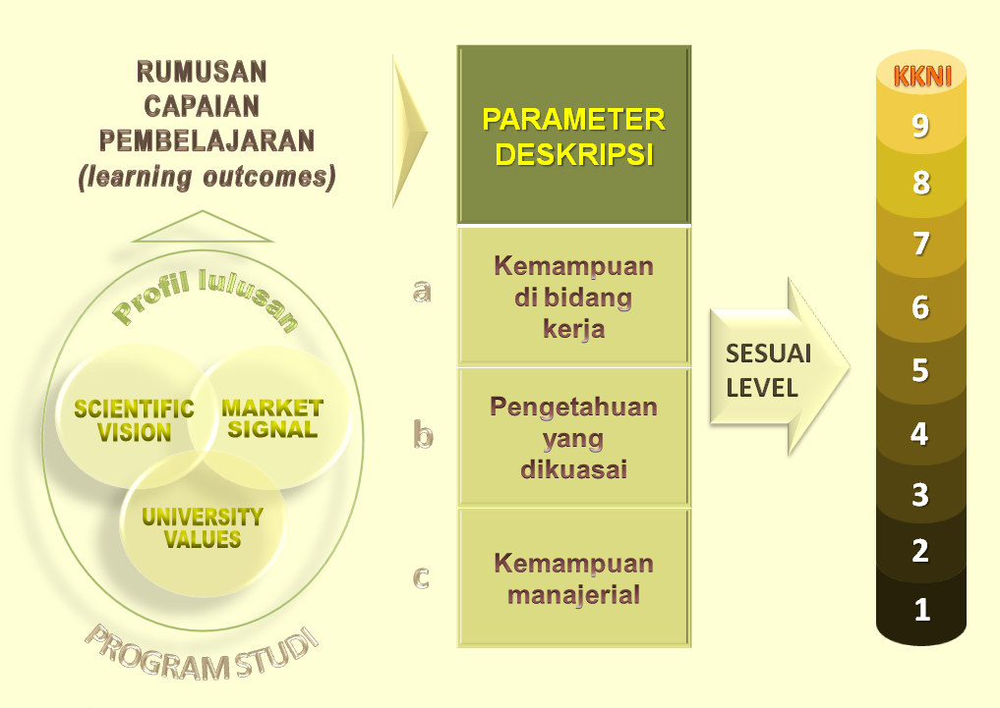 RUMUSAN
CAPAIAN
PEMBELAJARAN
(learning outcomes)
Profil lulusan
SCIENTIFIC
VISION
MARKET
SIGNAL
UNIVERSITY
VALUES
PROGRAM STUDI
PARAMETER
DESKRIPSI
a
Kemampuan
di bidang
kerja
b
Pengetahuan
yang
dikuasai
c
Kemampuan
manajerial
SESUAI
LEVEL
KKNI
9
8
7
6
5
4
3
2
1